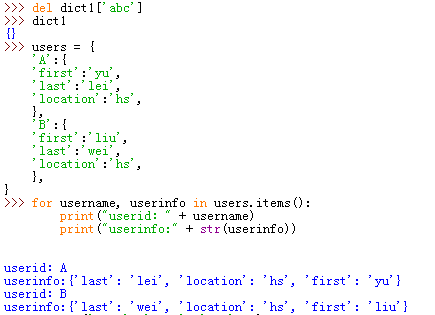 >>> del dict1['abc']
>>> dict1
{}
>>> users = {
    'A':{
    'first':'yu',
    'last':'lei',
    'location':'hs',
    },
    'B':{
    'first':'liu',
    'last':'wei',
    'location':'hs',
    },
}
>>> for username, userinfo in users.items():
        print("userid: " + username)
        print("userinfo:" + str(userinfo))
userid: A
userinfo:{'last': 'lei', 'location': 'hs', 'first': 'yu'}
userid: B
userinfo:{'last': 'wei', 'location': 'hs', 'first': 'liu'}